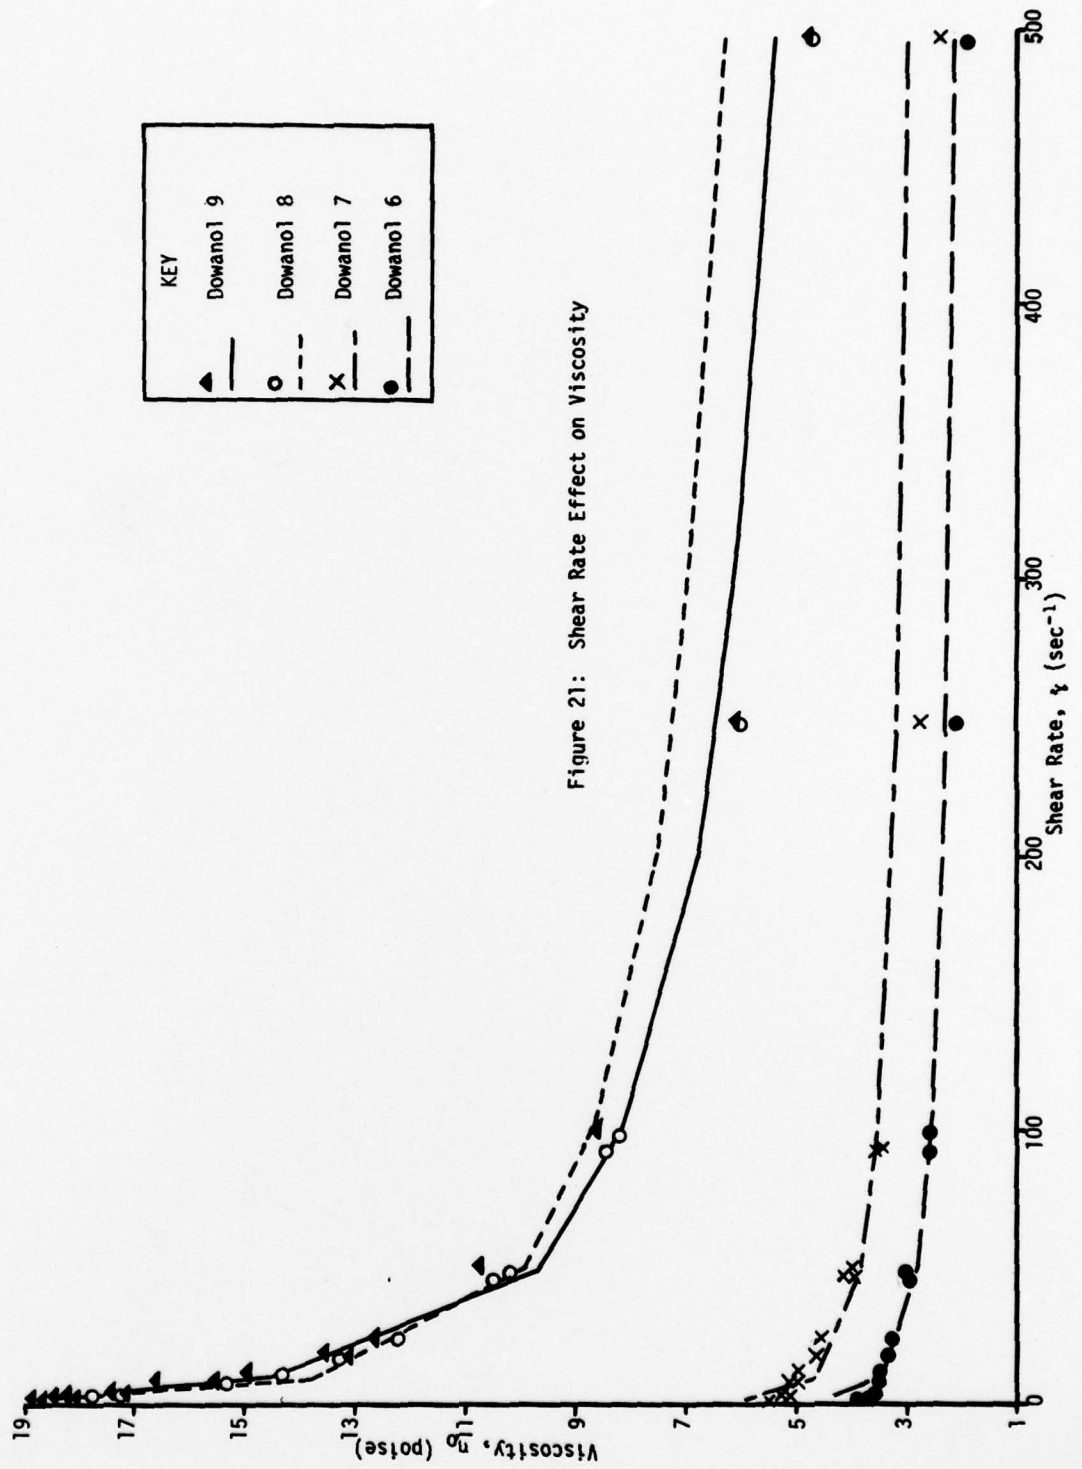 KEY
Dowanol 9
Dowanol 8
Dowanol 7
Dowanol 6
Figure 21: Shear Rate Effect on Viscosity
Viscosity, η₀ (poise)
19
17
15
13
11
9
7
5
3
1
0
100
200
300
400
500
Shear Rate, γ (sec⁻¹)